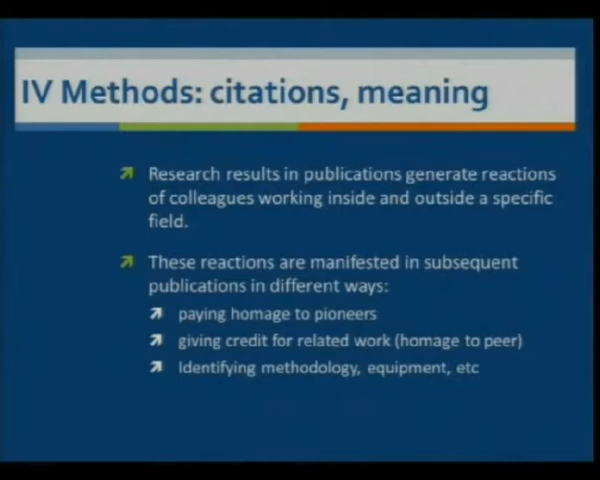 IV Methods: citations, meaning
Research results in publications generate reactions
of colleagues working inside and outside a specific
field.
These reactions are manifested in subsequent
publications in different ways:
paying homage to pioneers
giving credit for related work (homage to peer)
Identifying methodology, equipment, etc